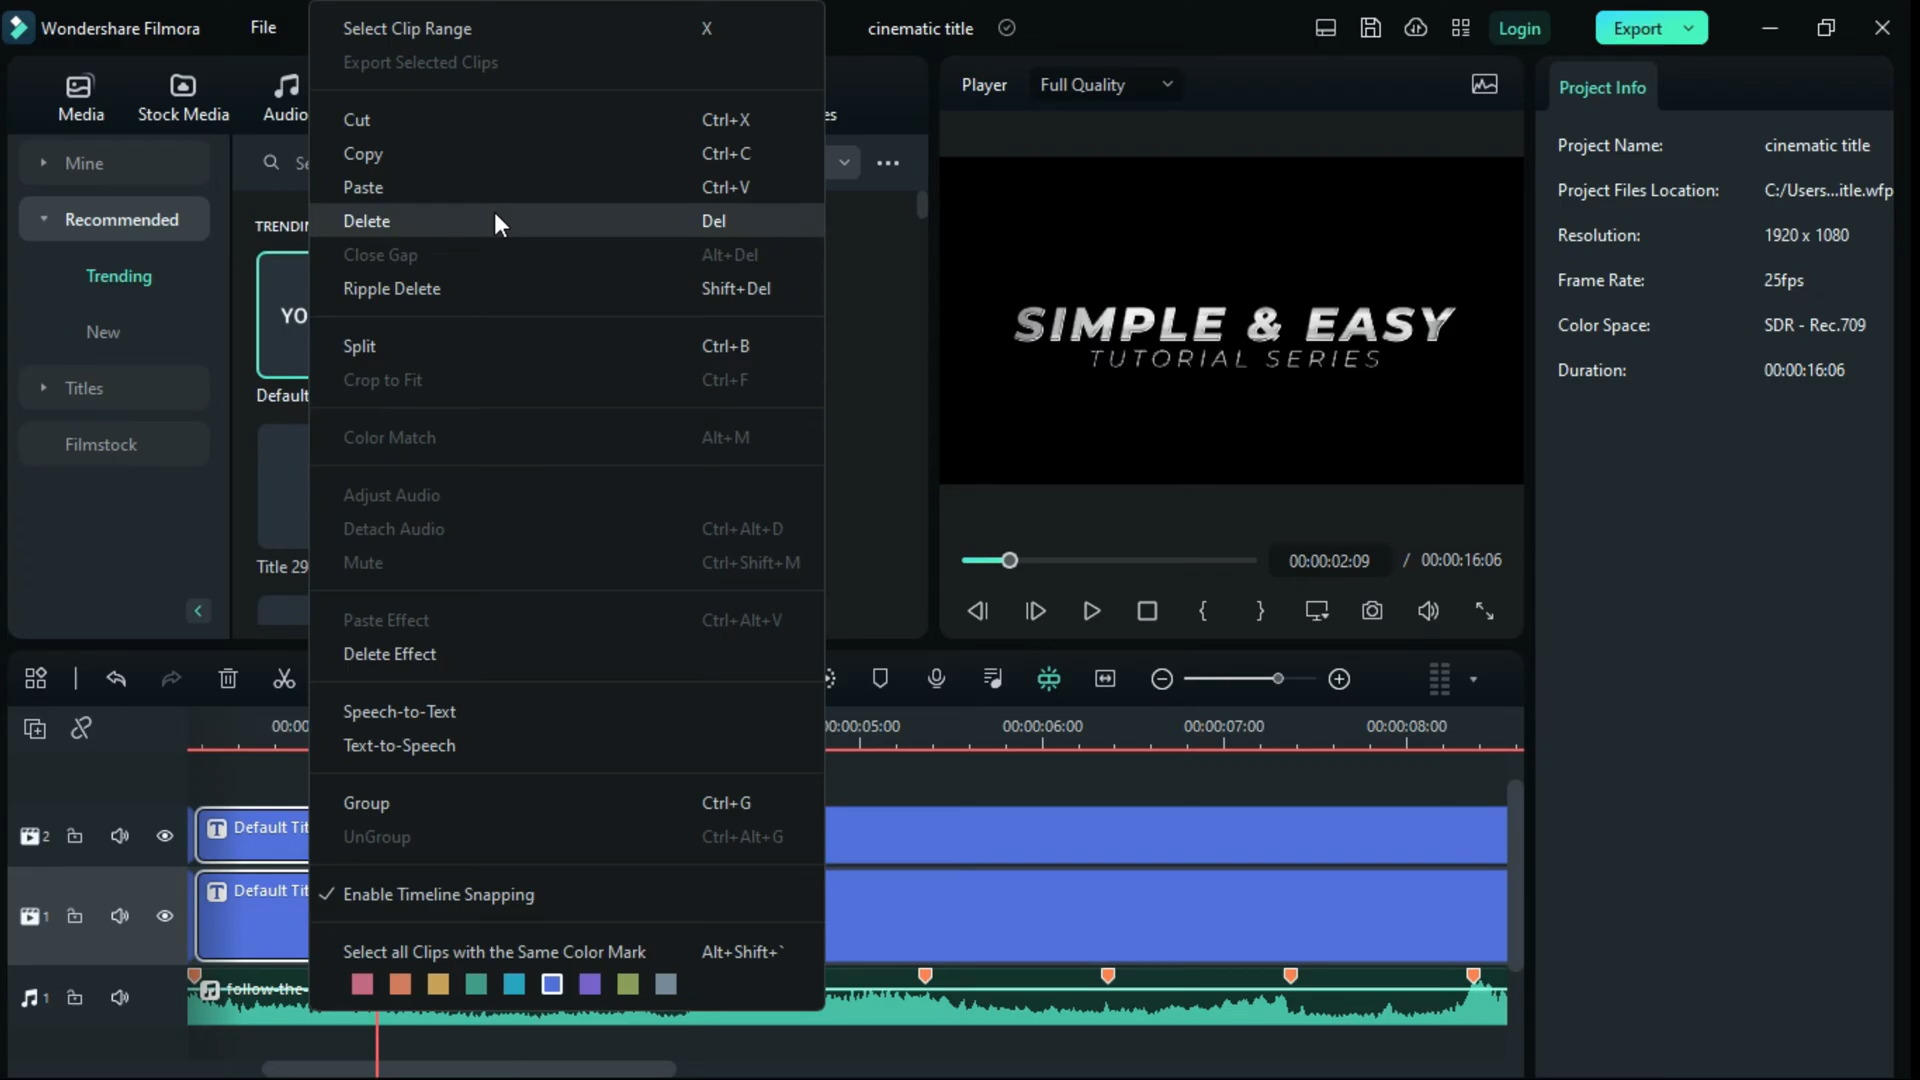 Wondershare Filmora
File
cinematic title
Login
Export
Media
Stock Media
Audio
Mine
Recommended
Trending
New
Titles
Filmstock
Default
Title 29
Select Clip Range X
Export Selected Clips
Cut Ctrl+X
Copy Ctrl+C
Paste Ctrl+V
Delete Del
Close Gap Alt+Del
Ripple Delete Shift+Del
Split Ctrl+B
Crop to Fit Ctrl+F
Color Match Alt+M
Adjust Audio
Detach Audio Ctrl+Alt+D
Mute Ctrl+Shift+M
Paste Effect Ctrl+Alt+V
Delete Effect
Speech-to-Text
Text-to-Speech
Group Ctrl+G
UnGroup Ctrl+Alt+G
Enable Timeline Snapping
Select all Clips with the Same Color Mark Alt+Shift+`
Player Full Quality
SIMPLE & EASY
TUTORIAL SERIES
00:00:02:09 / 00:00:16:06
Project Info
Project Name: cinematic title
Project Files Location: C:/Users...itle.wfp
Resolution: 1920 x 1080
Frame Rate: 25fps
Color Space: SDR - Rec.709
Duration: 00:00:16:06
00:00:05:00 00:00:06:00 00:00:07:00 00:00:08:00
2 Default Tit
1 Default Tit
1 follow-the-